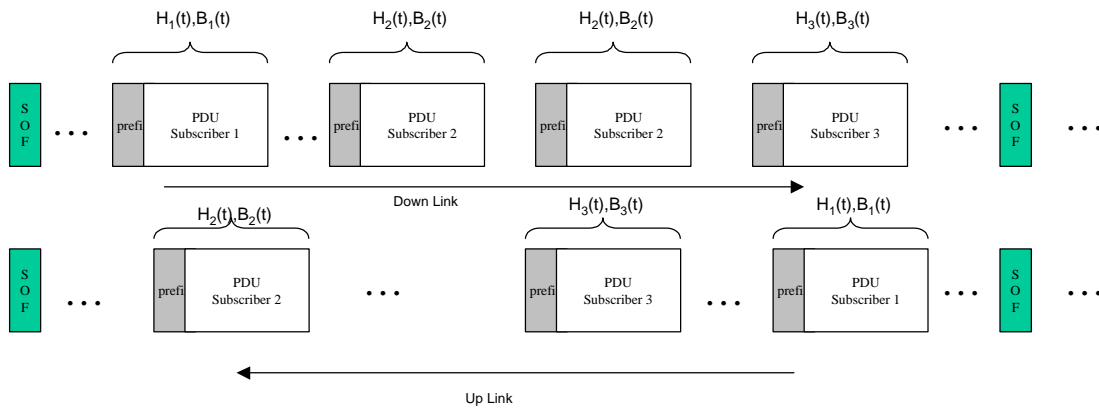 H1(t),B1(t)
H2(t),B2(t)
H2(t),B2(t)
H3(t),B3(t)
S
O
F
prefi
PDU
Subscriber 1
prefi
PDU
Subscriber 2
prefi
PDU
Subscriber 2
prefi
PDU
Subscriber 3
S
O
F
Down Link
H2(t),B2(t)
H3(t),B3(t)
H1(t),B1(t)
S
O
F
prefi
PDU
Subscriber 2
prefi
PDU
Subscriber 3
prefi
PDU
Subscriber 1
S
O
F
Up Link